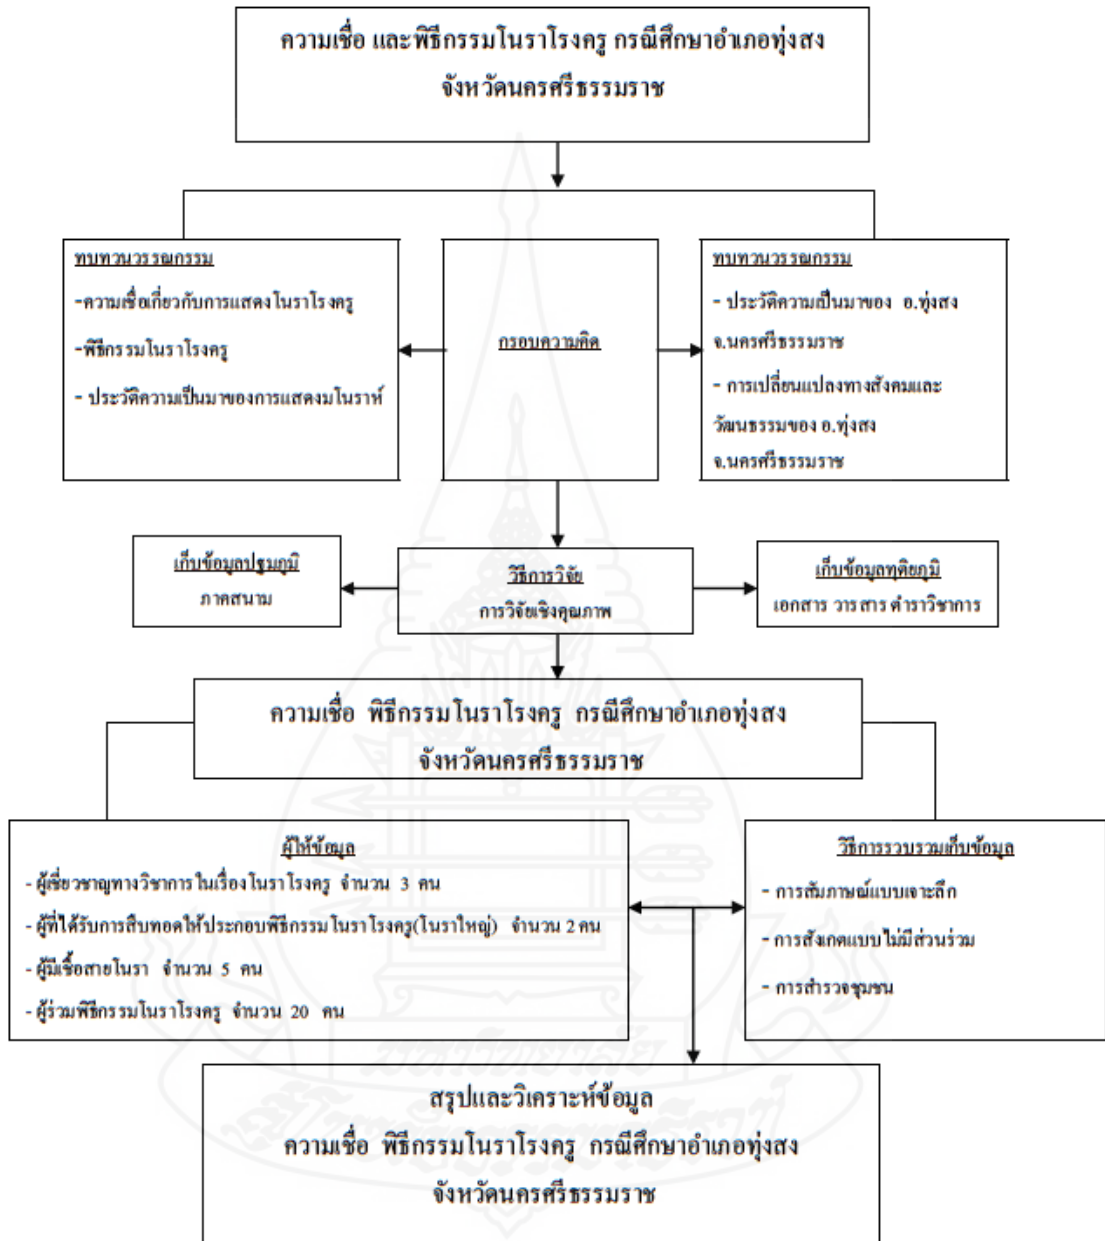 ความเชื่อ และพิธีกรรมโนราโรงครู กรณีศึกษาอำเภอทุ่งสง
จังหวัดนครศรีธรรมราช
ทบทวนวรรณกรรม
-ความเชื่อเกี่ยวกับการแสดงโนราโรงครู
-พิธีกรรมโนราโรงครู
- ประวัติความเป็นมาของการแสดงมโนราห์
กรอบความคิด
ทบทวนวรรณกรรม
- ประวัติความเป็นมาของ อ.ทุ่งสง
จ.นครศรีธรรมราช
- การเปลี่ยนแปลงทางสังคมและ
วัฒนธรรมของ อ.ทุ่งสง
จ.นครศรีธรรมราช
เก็บข้อมูลปฐมภูมิ
ภาคสนาม
วิธีการวิจัย
การวิจัยเชิงคุณภาพ
เก็บข้อมูลทุติยภูมิ
เอกสาร วารสาร ตำราวิชาการ
ความเชื่อ พิธีกรรมโนราโรงครู กรณีศึกษาอำเภอทุ่งสง
จังหวัดนครศรีธรรมราช
ผู้ให้ข้อมูล
- ผู้เชี่ยวชาญทางวิชาการในเรื่องโนราโรงครู จำนวน 3 คน
- ผู้ที่ได้รับการสืบทอดให้ประกอบพิธีกรรมโนราโรงครู(โนราใหญ่) จำนวน 2 คน
- ผู้มีเชื้อสายโนรา จำนวน 5 คน
- ผู้ร่วมพิธีกรรมโนราโรงครู จำนวน 20 คน
วิธีการรวบรวมเก็บข้อมูล
- การสัมภาษณ์แบบเจาะลึก
- การสังเกตแบบไม่มีส่วนร่วม
- การสำรวจชุมชน
มหาวิทยาลัย
สุโขทัยธรรมาธิราช
สรุปและวิเคราะห์ข้อมูล
ความเชื่อ พิธีกรรมโนราโรงครู กรณีศึกษาอำเภอทุ่งสง
จังหวัดนครศรีธรรมราช